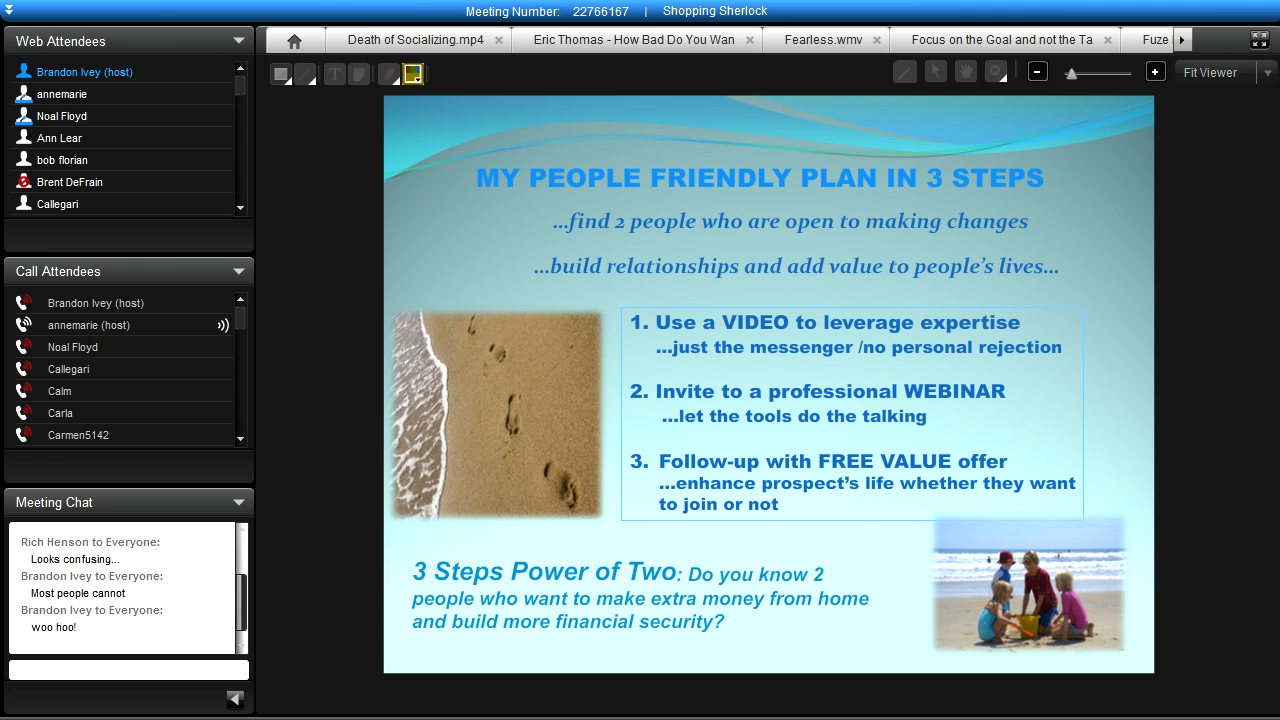 Meeting Number: 22766167 | Shopping Sherlock
Web Attendees
Brandon Ivey (host)
annemarie
Noal Floyd
Ann Lear
bob florian
Brent DeFrain
Callegari
Call Attendees
Brandon Ivey (host)
annemarie (host)
Noal Floyd
Callegari
Calm
Carla
Carmen5142
Meeting Chat
Rich Henson to Everyone:
Looks confusing...
Brandon Ivey to Everyone:
Most people cannot
Brandon Ivey to Everyone:
woo hoo!
Death of Socializing.mp4
Eric Thomas - How Bad Do You Wan
Fearless.wmv
Focus on the Goal and not the Ta
Fuze
T
Fit Viewer
MY PEOPLE FRIENDLY PLAN IN 3 STEPS
...find 2 people who are open to making changes
...build relationships and add value to people's lives...
1. Use a VIDEO to leverage expertise
...just the messenger /no personal rejection
2. Invite to a professional WEBINAR
...let the tools do the talking
3. Follow-up with FREE VALUE offer
...enhance prospect's life whether they want
to join or not
3 Steps Power of Two: Do you know 2
people who want to make extra money from home
and build more financial security?